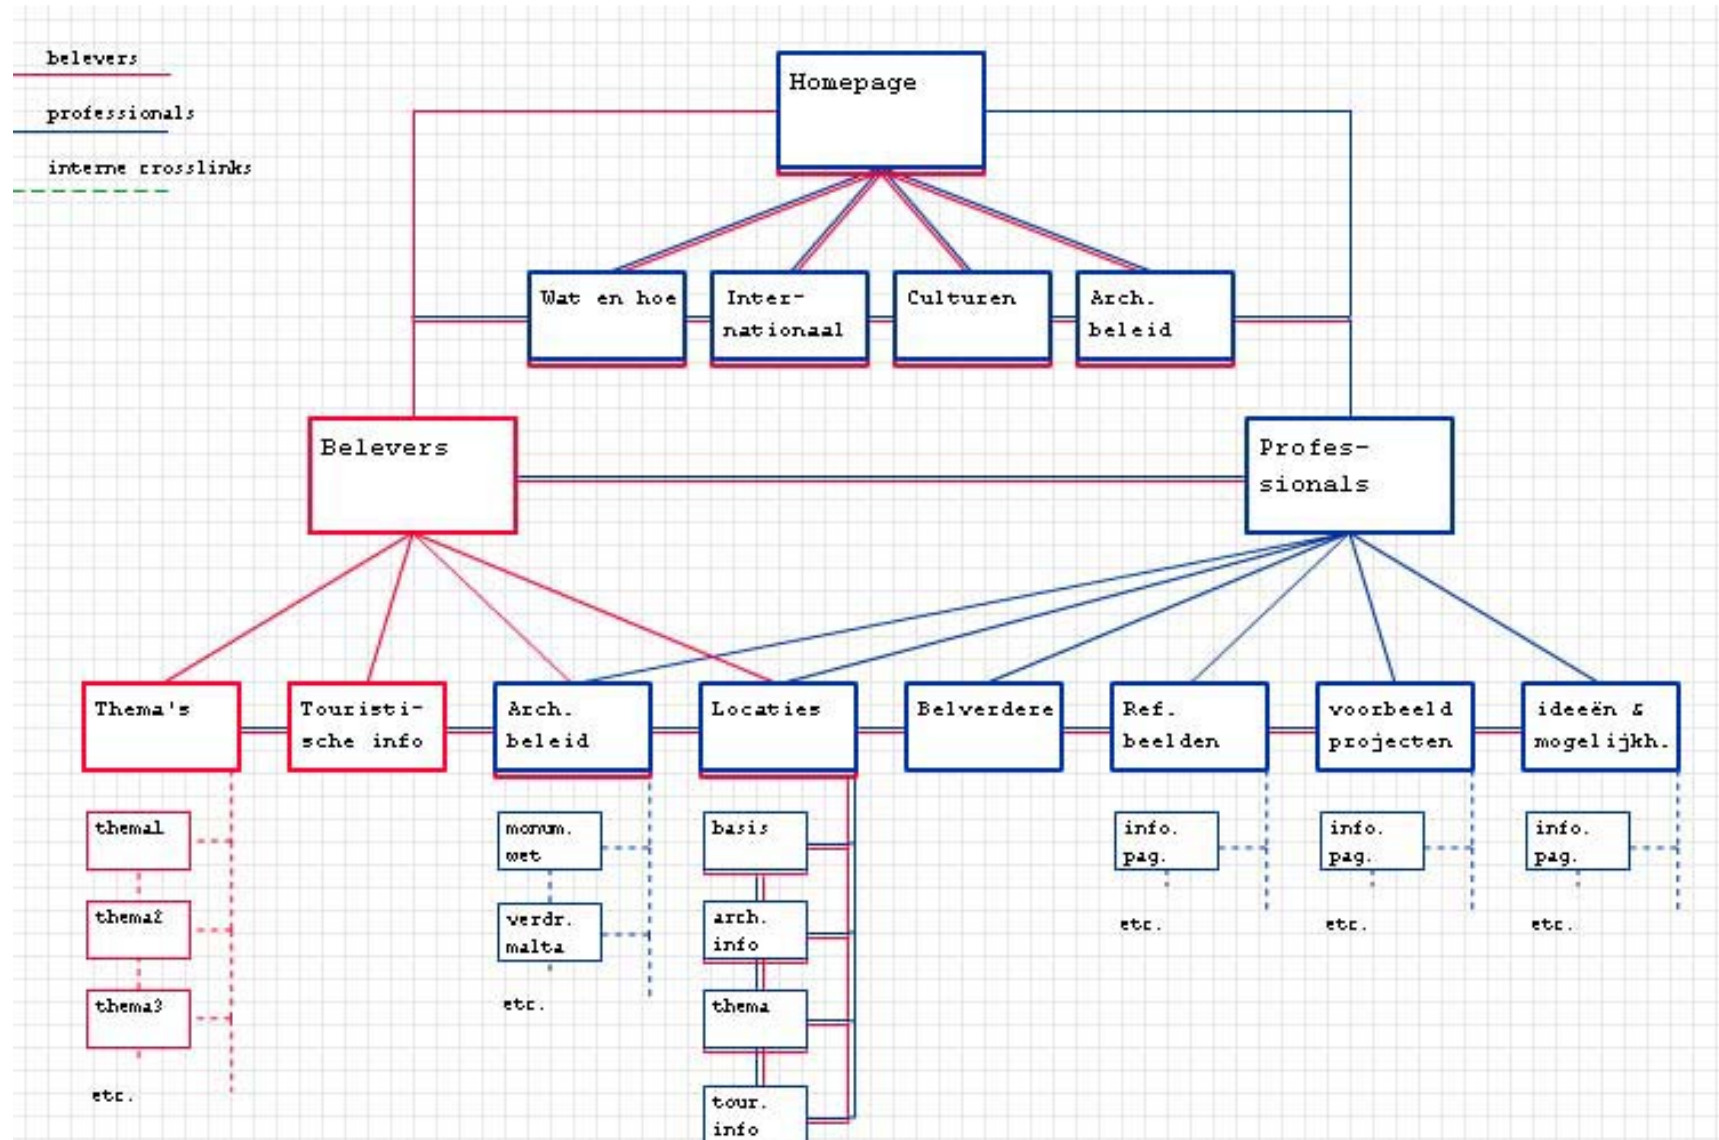 belevers
professionals
interne crosslinks
Homepage
Wat en hoe
Inter-
nationaal
Culturen
Arch.
beleid
Belevers
Profes-
sionals
Thema's
Touristi-
sche info
Arch.
beleid
Locaties
Belverdere
Ref.
beelden
voorbeeld
projecten
ideeën &
mogelijkh.
thema1
thema2
thema3
etc.
monum.
wet
verdr.
malta
etc.
basis
arch.
info
thema
tour.
info
info.
pag.
etc.
info.
pag.
etc.
info.
pag.
etc.